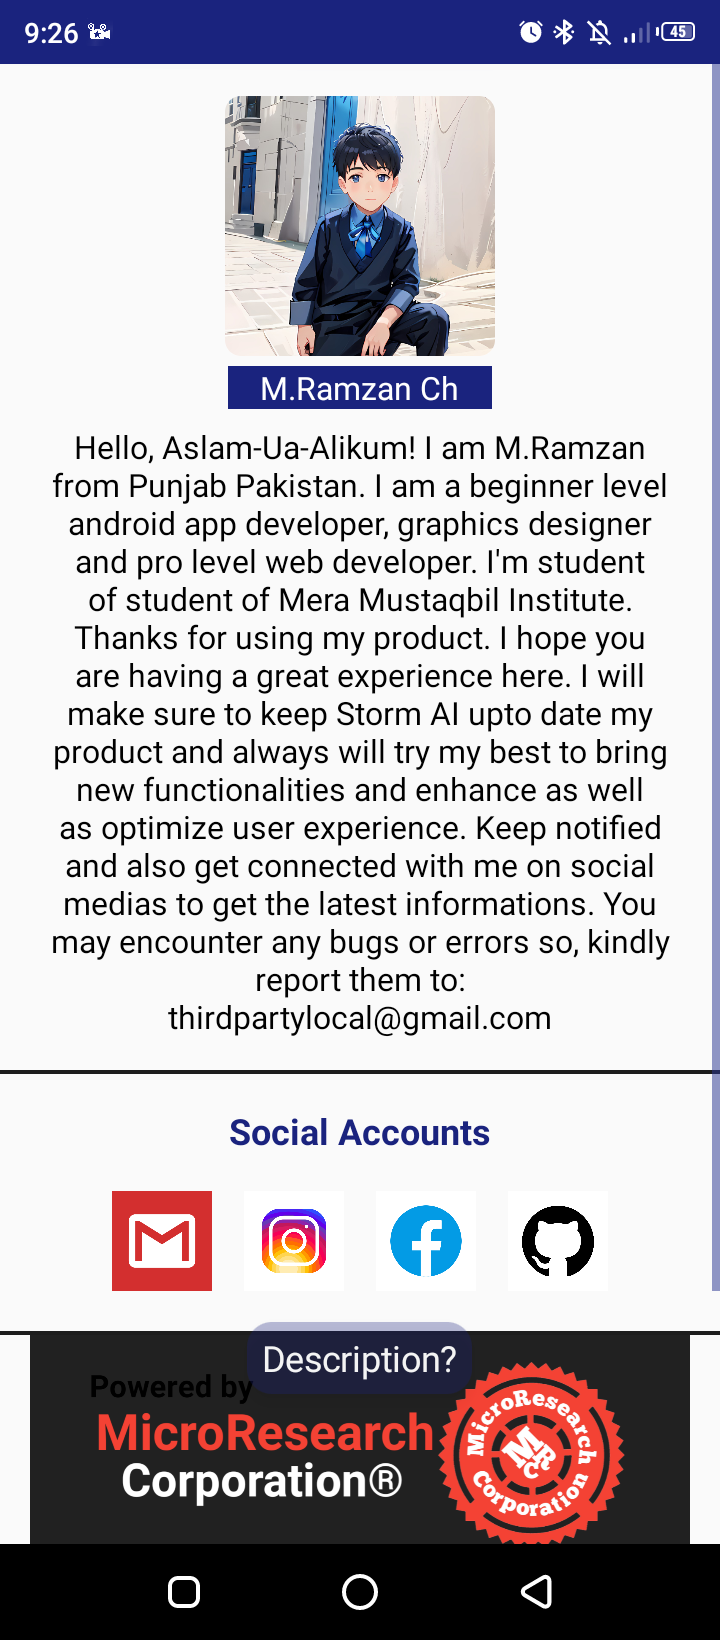 9:26
45
M.Ramzan Ch
Hello, Aslam-Ua-Alikum! I am M.Ramzan
from Punjab Pakistan. I am a beginner level
android app developer, graphics designer
and pro level web developer. I'm student
of student of Mera Mustaqbil Institute.
Thanks for using my product. I hope you
are having a great experience here. I will
make sure to keep Storm AI upto date my
product and always will try my best to bring
new functionalities and enhance as well
as optimize user experience. Keep notified
and also get connected with me on social
medias to get the latest informations. You
may encounter any bugs or errors so, kindly
report them to:
thirdpartylocal@gmail.com
Social Accounts
Description?
Powered by
MicroResearch
Corporation®
MicroResearch
MRC
Corporation